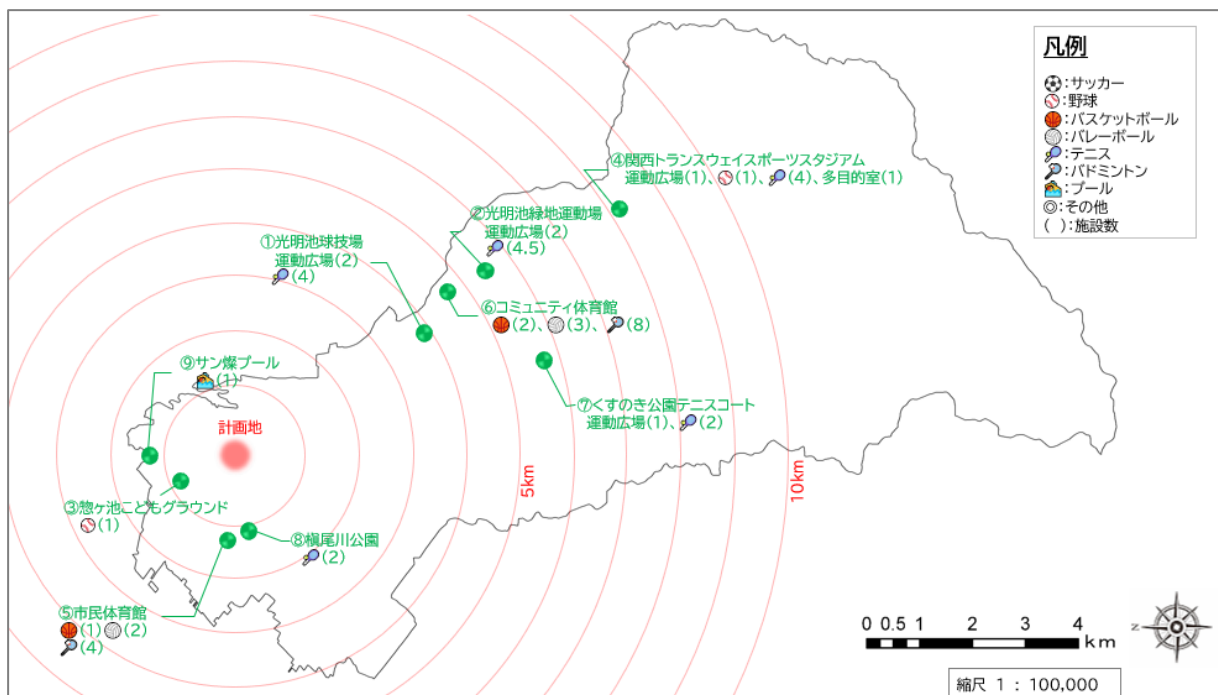 凡例
:サッカー
:野球
:バスケットボール
:バレーボール
:テニス
:バドミントン
:プール
◎:その他
( ):施設数
④関西トランスウェイスポーツスタジアム
運動広場(1)、(1)、(4)、多目的室(1)
②光明池緑地運動場
運動広場(2)
(4.5)
①光明池球技場
運動広場(2)
(4)
⑥コミュニティ体育館
(2)、(3)、(8)
⑨サン燦プール
(1)
⑦くすのき公園テニスコート
運動広場(1)、(2)
計画地
5km
10km
③惣ヶ池こどもグラウンド
(1)
⑧槇尾川公園
(2)
⑤市民体育館
(1)(2)
(4)
0 0.5 1 2 3 4
km
Z
縮尺 1 : 100,000